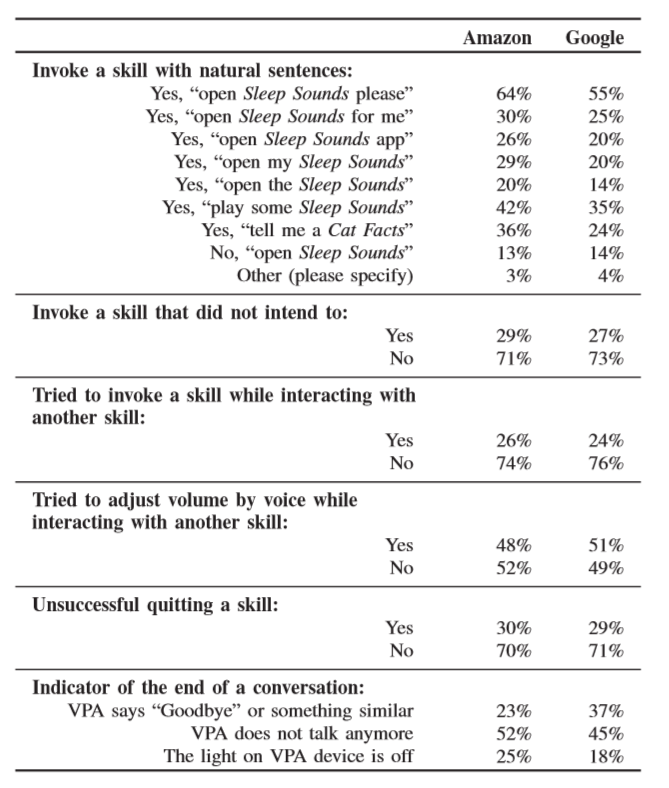 Amazon Google
Invoke a skill with natural sentences:
Yes, “open Sleep Sounds please” 64% 55%
Yes, “open Sleep Sounds for me” 30% 25%
Yes, “open Sleep Sounds app” 26% 20%
Yes, “open my Sleep Sounds” 29% 20%
Yes, “open the Sleep Sounds” 20% 14%
Yes, “play some Sleep Sounds” 42% 35%
Yes, “tell me a Cat Facts” 36% 24%
No, “open Sleep Sounds” 13% 14%
Other (please specify) 3% 4%
Invoke a skill that did not intend to:
Yes 29% 27%
No 71% 73%
Tried to invoke a skill while interacting with
another skill:
Yes 26% 24%
No 74% 76%
Tried to adjust volume by voice while
interacting with another skill:
Yes 48% 51%
No 52% 49%
Unsuccessful quitting a skill:
Yes 30% 29%
No 70% 71%
Indicator of the end of a conversation:
VPA says “Goodbye” or something similar 23% 37%
VPA does not talk anymore 52% 45%
The light on VPA device is off 25% 18%